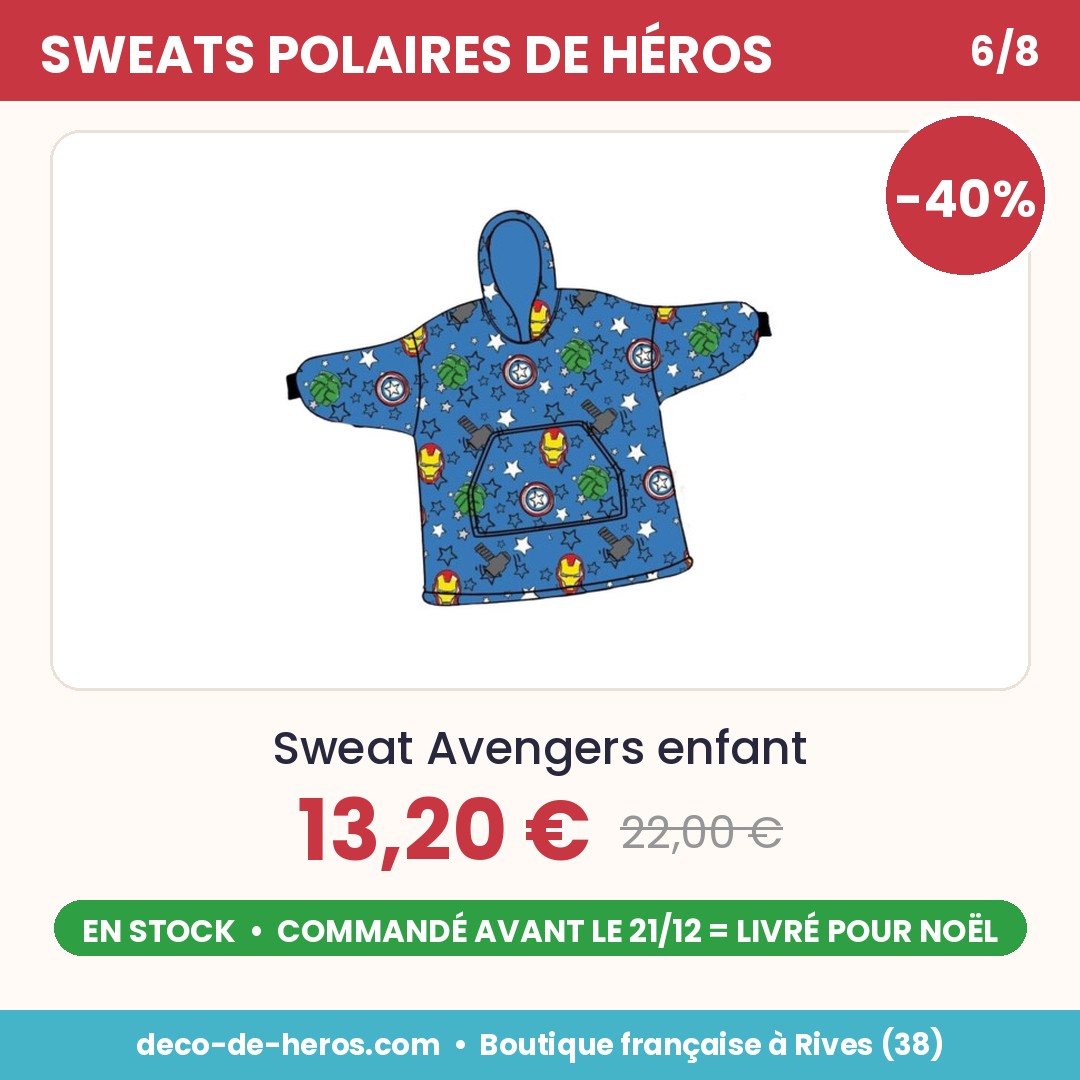 SWEATS POLAIRES DE HÉROS
6/8
-40%
Sweat Avengers enfant
13,20 € 22,00 €
EN STOCK • COMMANDÉ AVANT LE 21/12 = LIVRÉ POUR NOËL
deco-de-heros.com • Boutique française à Rives (38)